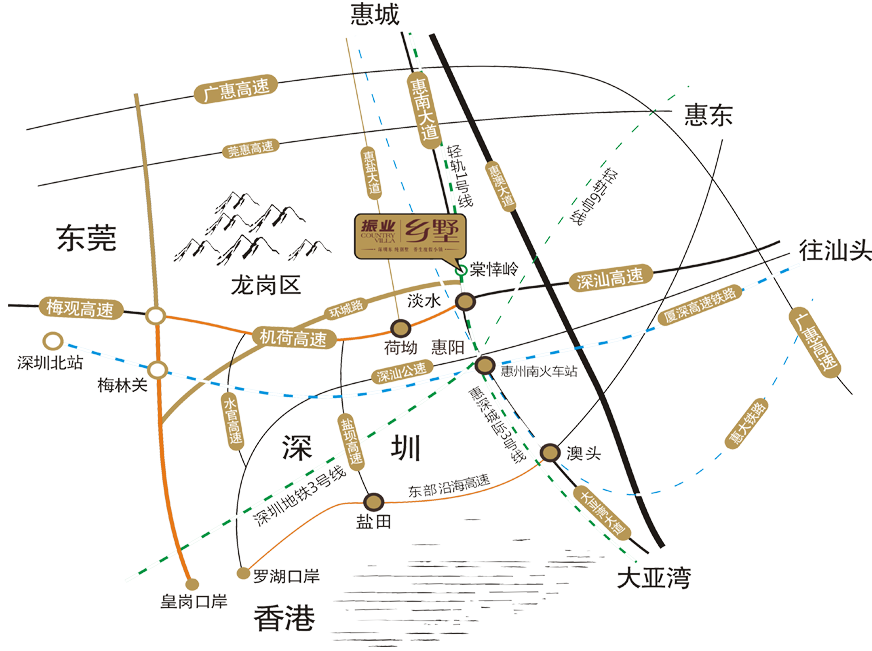 惠城
广惠高速
惠南大道
惠东
莞惠高速
惠盐大道
轻轨1号线
惠澳大道
轻轨6号线
东莞
振业
COUNTRY
VILLA
乡墅
龙岗区
棠悻岭
往汕头
深汕高速
梅观高速
环城路
淡水
厦深高速铁路
机荷高速
荷坳
惠阳
广惠高速
深圳北站
梅林关
深汕公速
惠州南火车站
水官高速
盐坝高速
惠深城际3号线
惠大铁路
深圳
澳头
深圳地铁3号线
东部沿海高速
盐田
大亚湾大道
罗湖口岸
大亚湾
皇岗口岸
香港